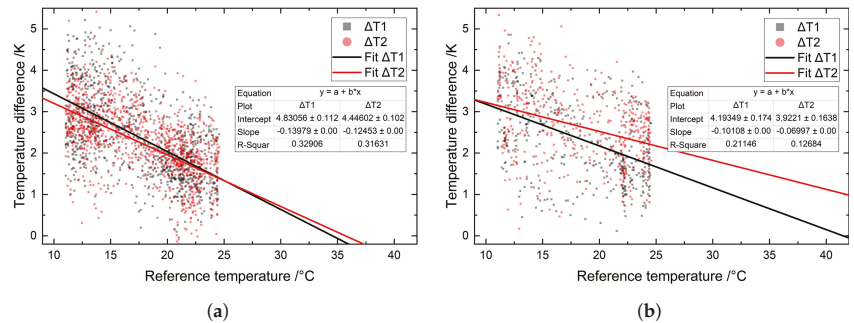 (a)
ΔT1
ΔT2
Fit ΔT1
Fit ΔT2
Equation y = a + b*x
Plot ΔT1 ΔT2
Intercept 4.83056 ± 0.112 4.44602 ± 0.102
Slope -0.13979 ± 0.00 -0.12453 ± 0.00
R-Squar 0.32906 0.31631
Temperature difference /K
5
4
3
2
1
0
10 15 20 25 30 35 40
Reference temperature /°C
(a)
(b)
ΔT1
ΔT2
Fit ΔT1
Fit ΔT2
Equation y = a + b*x
Plot ΔT1 ΔT2
Intercept 4.19349 ± 0.174 3.9221 ± 0.1638
Slope -0.10108 ± 0.00 -0.06997 ± 0.00
R-Square 0.21146 0.12684
Temperature difference /K
5
4
3
2
1
0
10 15 20 25 30 35 40
Reference temperature /°C
(b)